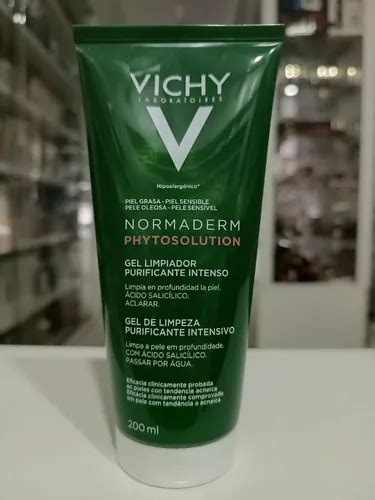 VICHY
LABORATOIRES
V
Hipoalergénico*
PIEL GRASA - PIEL SENSIBLE
PELE OLEOSA - PELE SENSÍVEL
NORMADERM
PHYTOSOLUTION
GEL LIMPIADOR
PURIFICANTE INTENSO
Limpia en profundidad la piel.
ÁCIDO SALICÍLICO.
ACLARAR.
GEL DE LIMPEZA
PURIFICANTE INTENSIVO
Limpa a pele em profundidade.
COM ÁCIDO SALICÍLICO.
PASSAR POR ÁGUA.
Eficacia clínicamente probada
en pieles con tendencia acneica
Eficácia clinicamente comprovada
em pele com tendência a acneica
200 ml